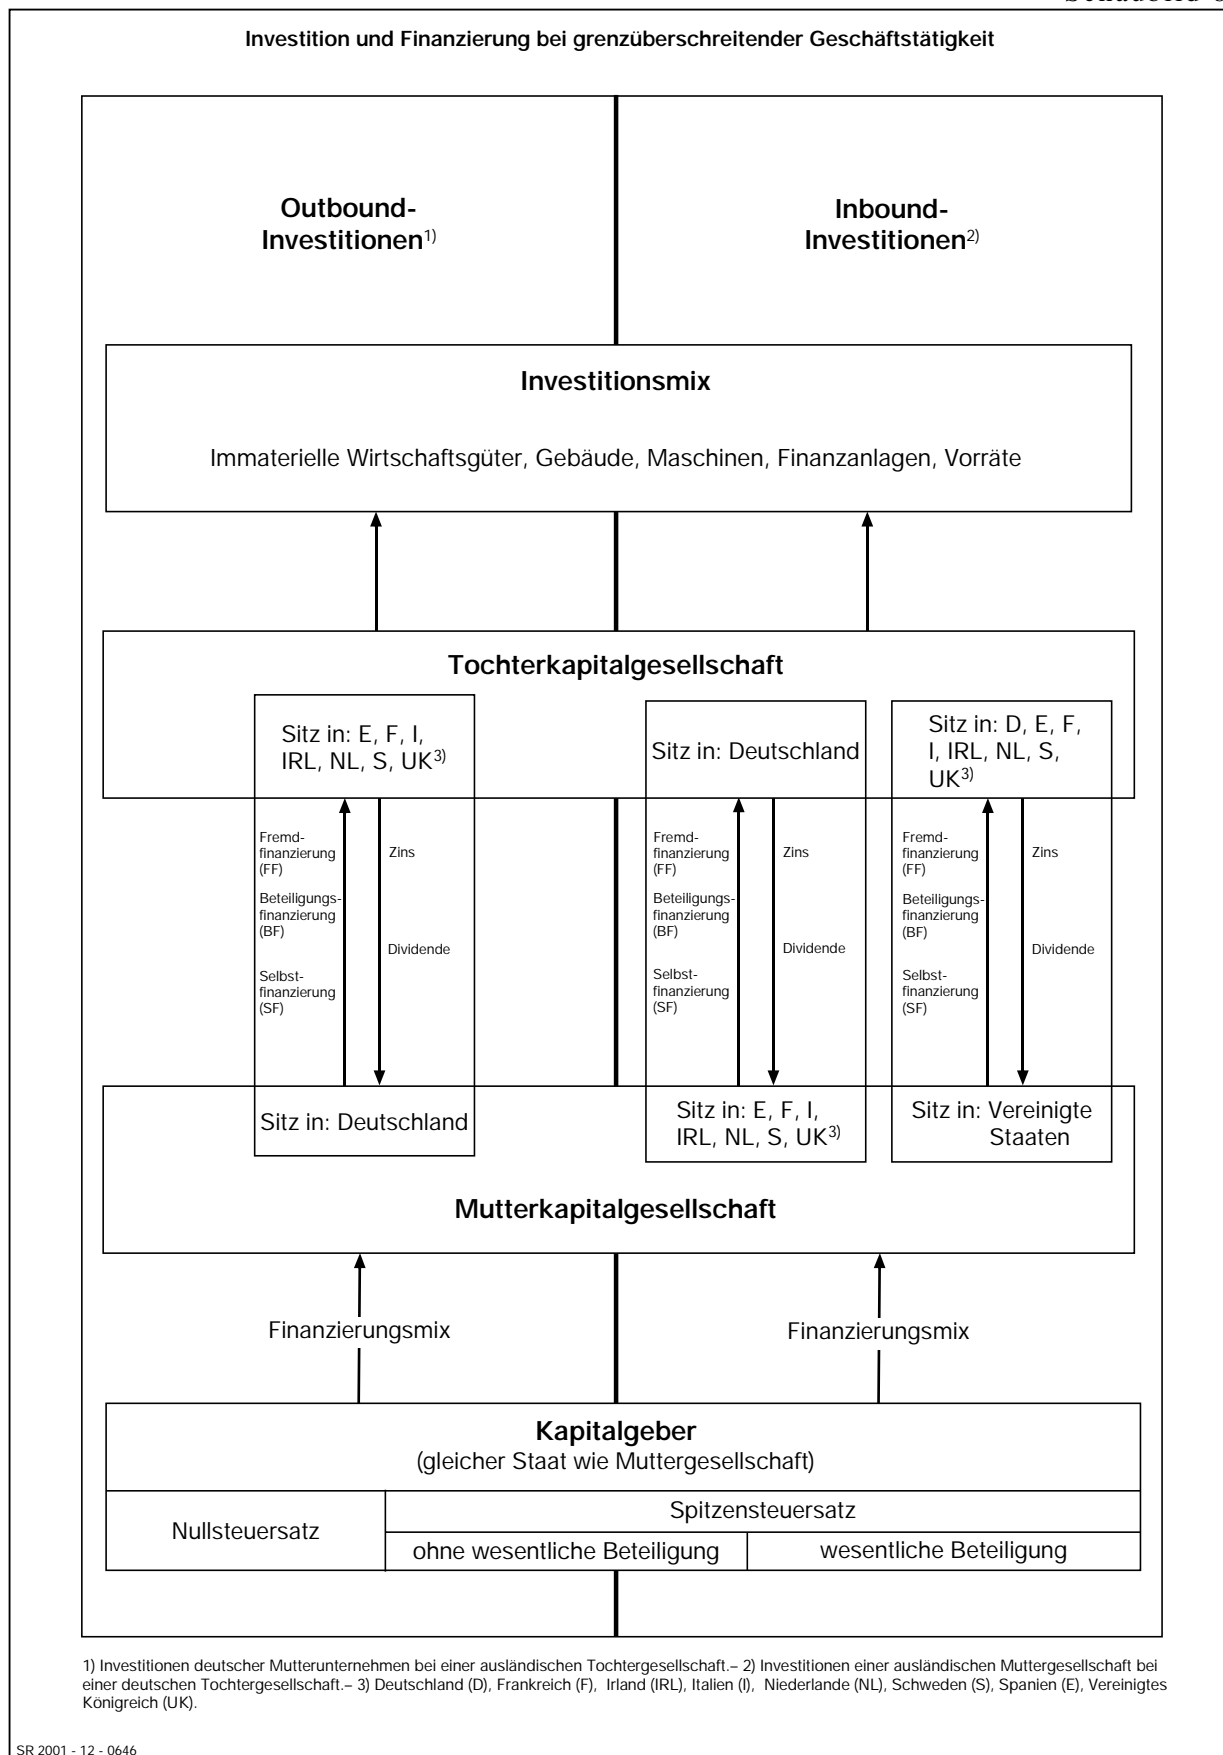 Investition und Finanzierung bei grenzüberschreitender Geschäftstätigkeit
Outbound-
Investitionen1)
Inbound-
Investitionen2)
Investitionsmix
Immaterielle Wirtschaftsgüter, Gebäude, Maschinen, Finanzanlagen, Vorräte
Tochterkapitalgesellschaft
Sitz in: E, F, I,
IRL, NL, S, UK3)
Sitz in: Deutschland
Sitz in: D, E, F,
I, IRL, NL, S,
UK3)
Fremd-
finanzierung
(FF)
Beteiligungs-
finanzierung
(BF)
Selbst-
finanzierung
(SF)
Zins
Dividende
Fremd-
finanzierung
(FF)
Beteiligungs-
finanzierung
(BF)
Selbst-
finanzierung
(SF)
Zins
Dividende
Fremd-
finanzierung
(FF)
Beteiligungs-
finanzierung
(BF)
Selbst-
finanzierung
(SF)
Zins
Dividende
Sitz in: Deutschland
Sitz in: E, F, I,
IRL, NL, S, UK3)
Sitz in: Vereinigte
Staaten
Mutterkapitalgesellschaft
Finanzierungsmix
Finanzierungsmix
Kapitalgeber
(gleicher Staat wie Muttergesellschaft)
Nullsteuersatz
Spitzensteuersatz
ohne wesentliche Beteiligung
wesentliche Beteiligung
1) Investitionen deutscher Mutterunternehmen bei einer ausländischen Tochtergesellschaft.– 2) Investitionen einer ausländischen Muttergesellschaft bei
einer deutschen Tochtergesellschaft.– 3) Deutschland (D), Frankreich (F), Irland (IRL), Italien (I), Niederlande (NL), Schweden (S), Spanien (E), Vereinigtes
Königreich (UK).
SR 2001 - 12 - 0646